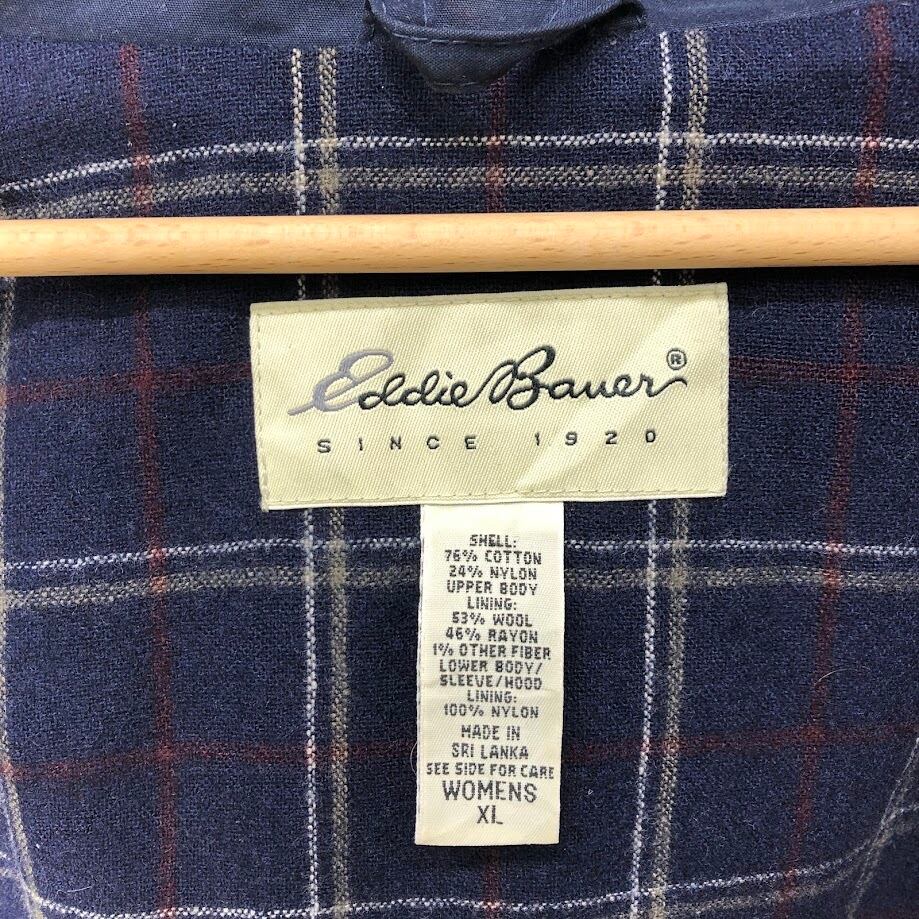 Eddie Bauer®
SINCE 1920
SHELL:
76% COTTON
24% NYLON
UPPER BODY
LINING:
53% WOOL
46% RAYON
1% OTHER FIBER
LOWER BODY/
SLEEVE/HOOD
LINING:
100% NYLON
MADE IN
SRI LANKA
SEE SIDE FOR CARE
WOMENS
XL